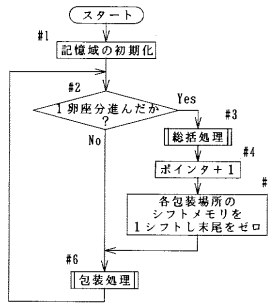 スタート
#1
記憶域の初期化
#2
1卵座分進んだか
?
Yes
No
#3
総括処理
#4
ポインタ+1
#
各包装場所の
シフトメモリを
1シフトし末尾をゼロ
#6
包装処理